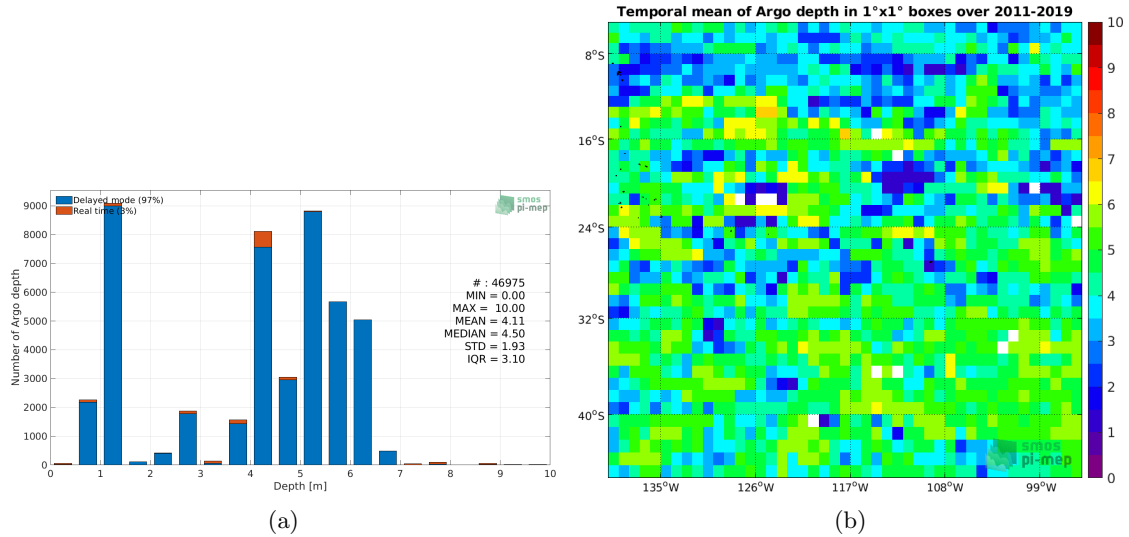 Delayed mode (97%)
Real time (3%)
smos
pi-mep
9000
8000
7000
6000
5000
4000
3000
2000
1000
0
Number of Argo depth
# : 46975
MIN = 0.00
MAX = 10.00
MEAN = 4.11
MEDIAN = 4.50
STD = 1.93
IQR = 3.10
0 1 2 3 4 5 6 7 8 9 10
Depth [m]
(a)
Temporal mean of Argo depth in 1°x1° boxes over 2011-2019
8°S
16°S
24°S
32°S
40°S
135°W 126°W 117°W 108°W 99°W
smos
pi-mep
10
9
8
7
6
5
4
3
2
1
0
(b)